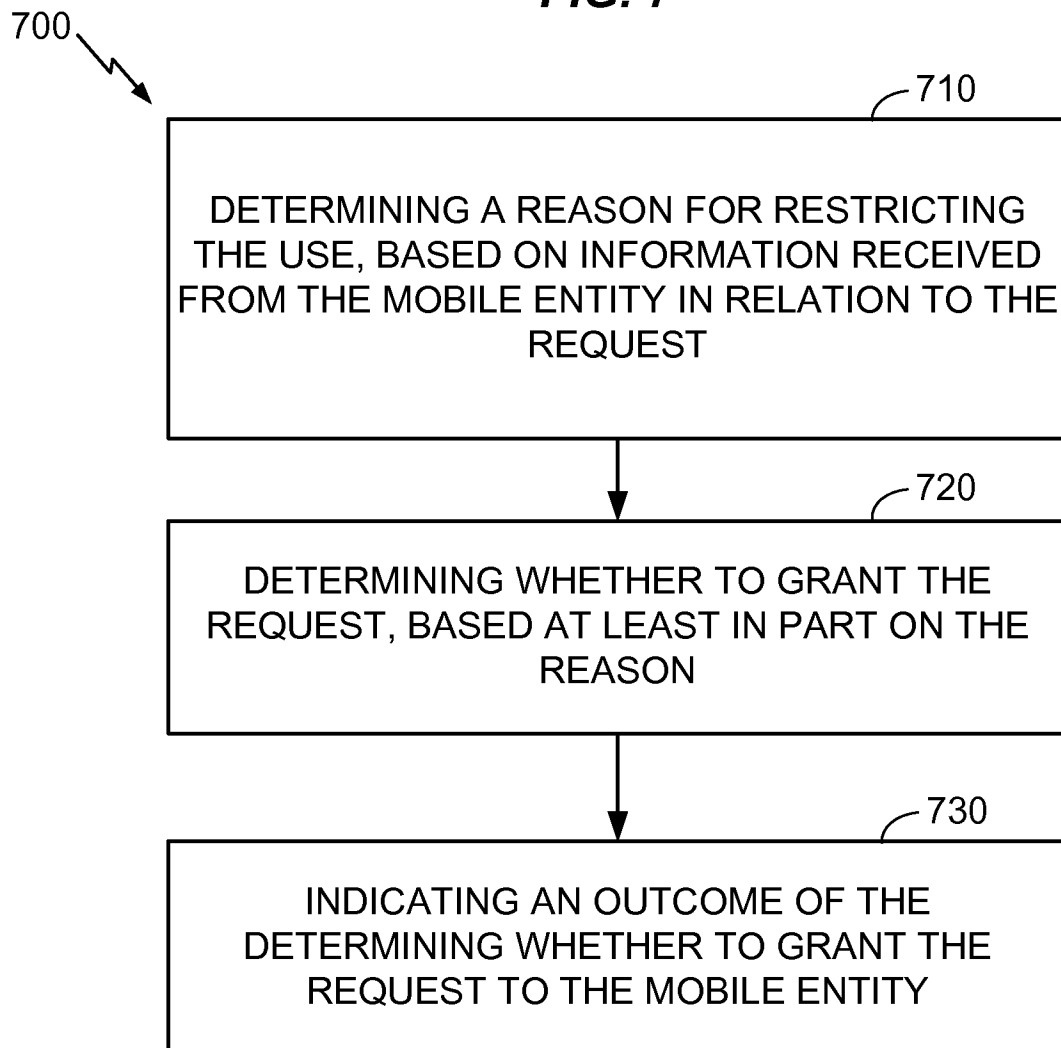 FIG.
700
710
DETERMINING A REASON FOR RESTRICTING
THE USE, BASED ON INFORMATION RECEIVED
FROM THE MOBILE ENTITY IN RELATION TO THE
REQUEST
720
DETERMINING WHETHER TO GRANT THE
REQUEST, BASED AT LEAST IN PART ON THE
REASON
730
INDICATING AN OUTCOME OF THE
DETERMINING WHETHER TO GRANT THE
REQUEST TO THE MOBILE ENTITY